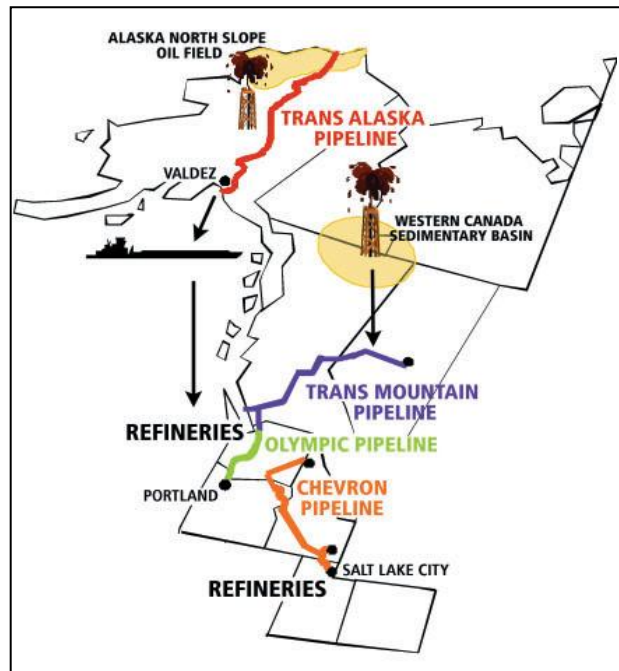 ALASKA NORTH SLOPE
OIL FIELD
TRANS ALASKA
PIPELINE
VALDEZ
WESTERN CANADA
SEDIMENTARY BASIN
TRANS MOUNTAIN
PIPELINE
REFINERIES
OLYMPIC PIPELINE
PORTLAND
CHEVRON
PIPELINE
SALT LAKE CITY
REFINERIES